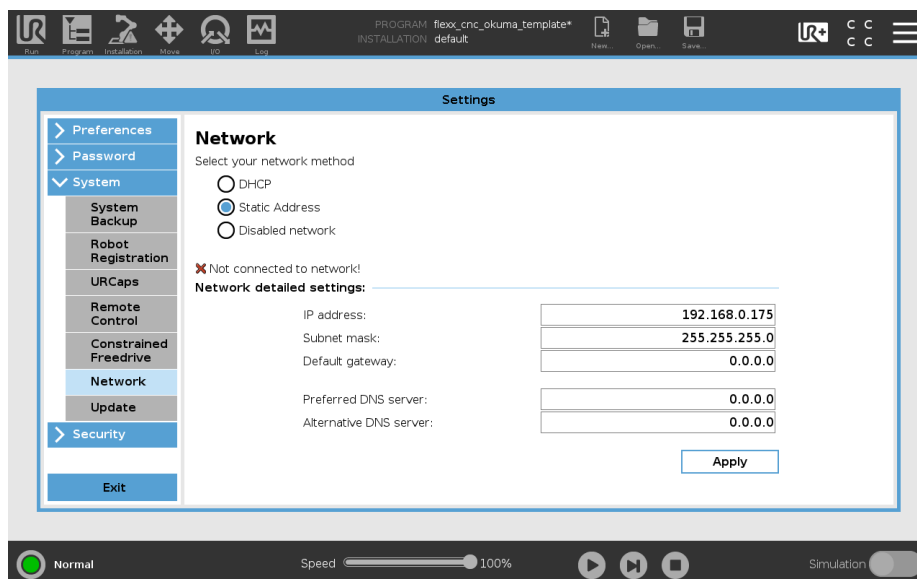 PROGRAM flexx_cnc_okuma_template*
INSTALLATION default
Run
Program
Installation
Move
I/O
Log
New...
Open...
Save...
UR+
C C
C C
Settings
Preferences
Password
System
System
Backup
Robot
Registration
URCaps
Remote
Control
Constrained
Freedrive
Network
Update
Security
Exit
Network
Select your network method
DHCP
Static Address
Disabled network
Not connected to network!
Network detailed settings:
IP address: 192.168.0.175
Subnet mask: 255.255.255.0
Default gateway: 0.0.0.0
Preferred DNS server: 0.0.0.0
Alternative DNS server: 0.0.0.0
Apply
Normal
Speed 100%
Simulation